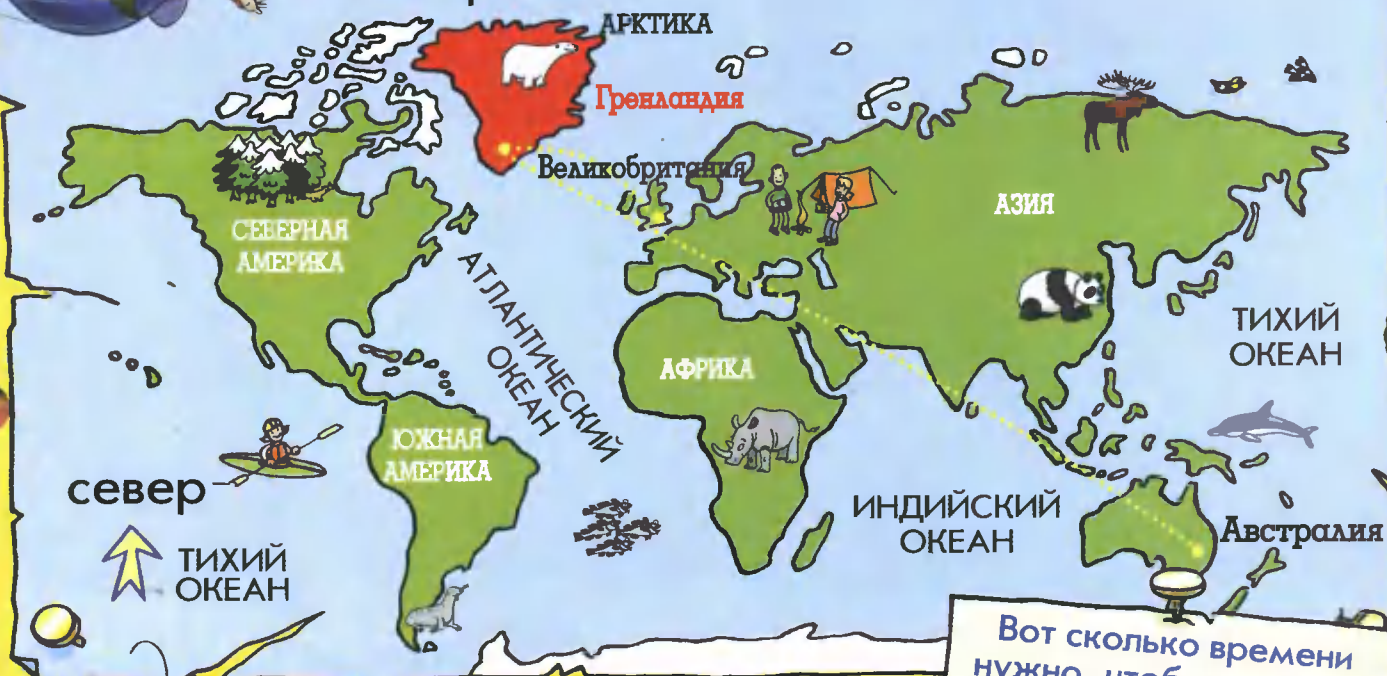 АРКТИКА
Гренландия
Великобритания
АЗИЯ
СЕВЕРНАЯ
АМЕРИКА
АТЛАНТИЧЕСКИЙ
ОКЕАН
ТИХИЙ
ОКЕАН
АФРИКА
ЮЖНАЯ
АМЕРИКА
север
ТИХИЙ
ОКЕАН
ИНДИЙСКИЙ
ОКЕАН
Австралия
Вот сколько времени
нужно,